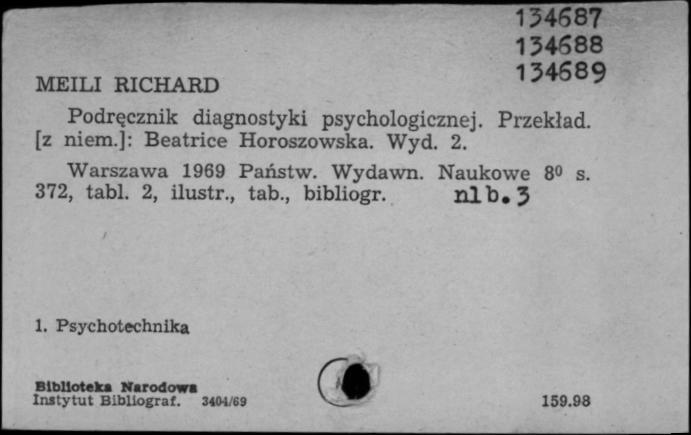 134687
134688
134689
MEILI RICHARD
Podręcznik diagnostyki psychologicznej. Przekład.
[z niem.]: Beatrice Horoszowska. Wyd. 2.
Warszawa 1969 Państw. Wydawn. Naukowe 8⁰ s.
372, tabl. 2, ilustr., tab., bibliogr. nlb. 3
1. Psychotechnika
Biblioteka Narodowa
Instytut Bibliograf. 3404/69
159.98